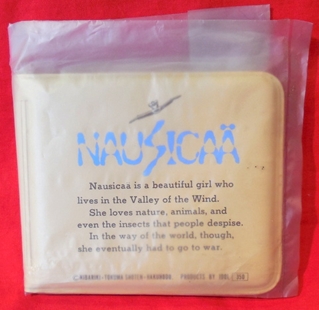 NAUSICAÄ
Nausicaa is a beautiful girl who
lives in the Valley of the Wind.
She loves nature, animals, and
even the insects that people despise.
In the way of the world, though,
she eventually had to go to war.
PRODUCTS BY